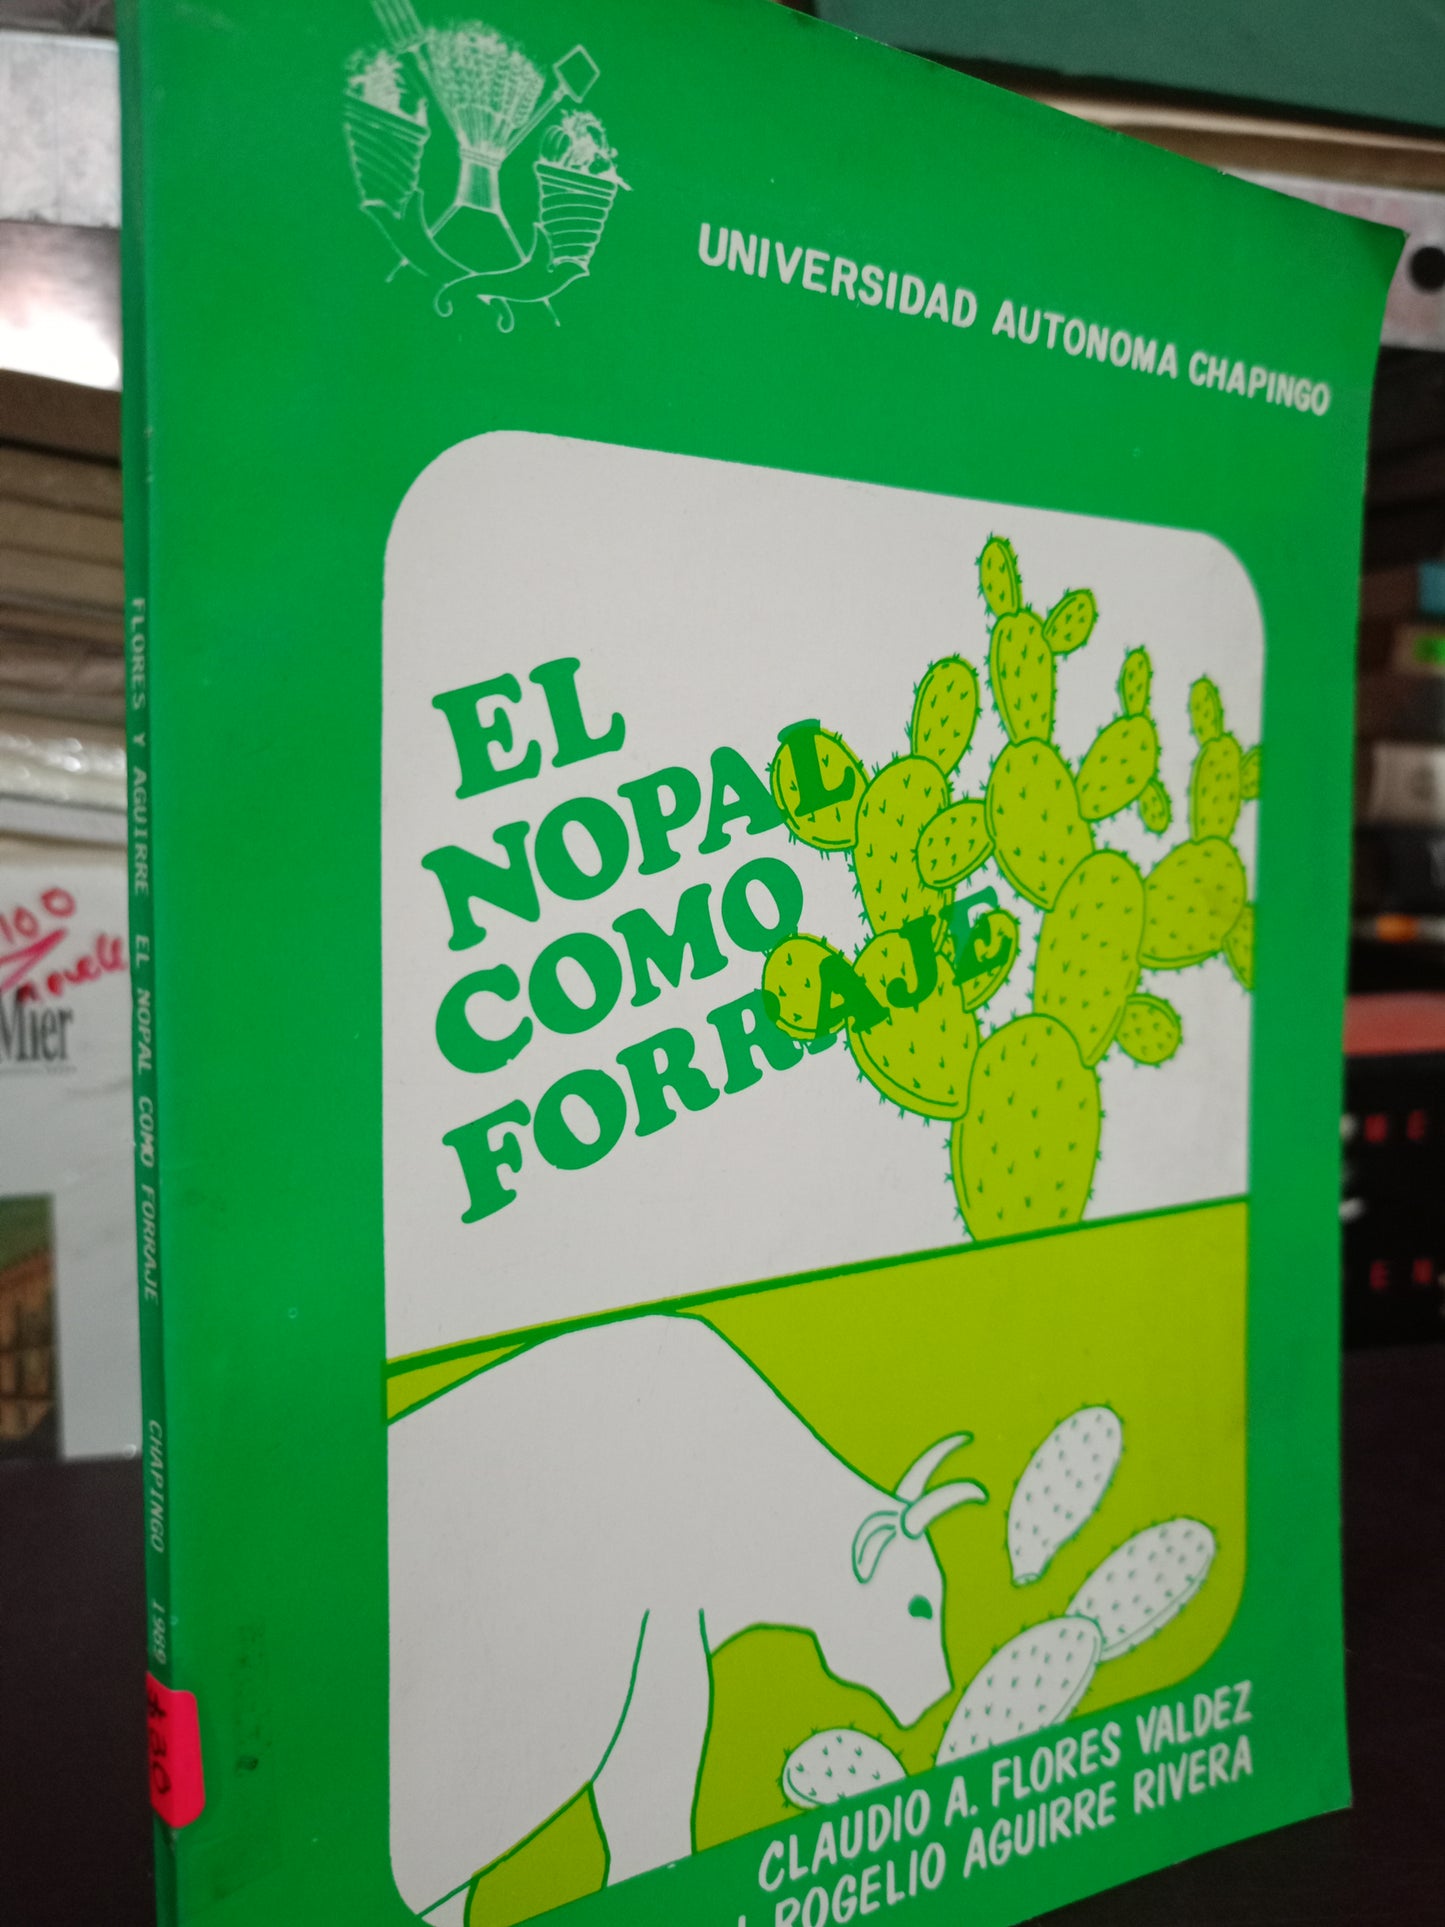 UNIVERSIDAD AUTONOMA CHAPINGO
EL
NOPAL
COMO
FORRAJE
CLAUDIO A. FLORES VALDEZ
ROGELIO AGUIRRE RIVERA
FLORES Y AGUIRRE EL NOPAL COMO FORRAJE CHAPINGO 1989
100
Mier